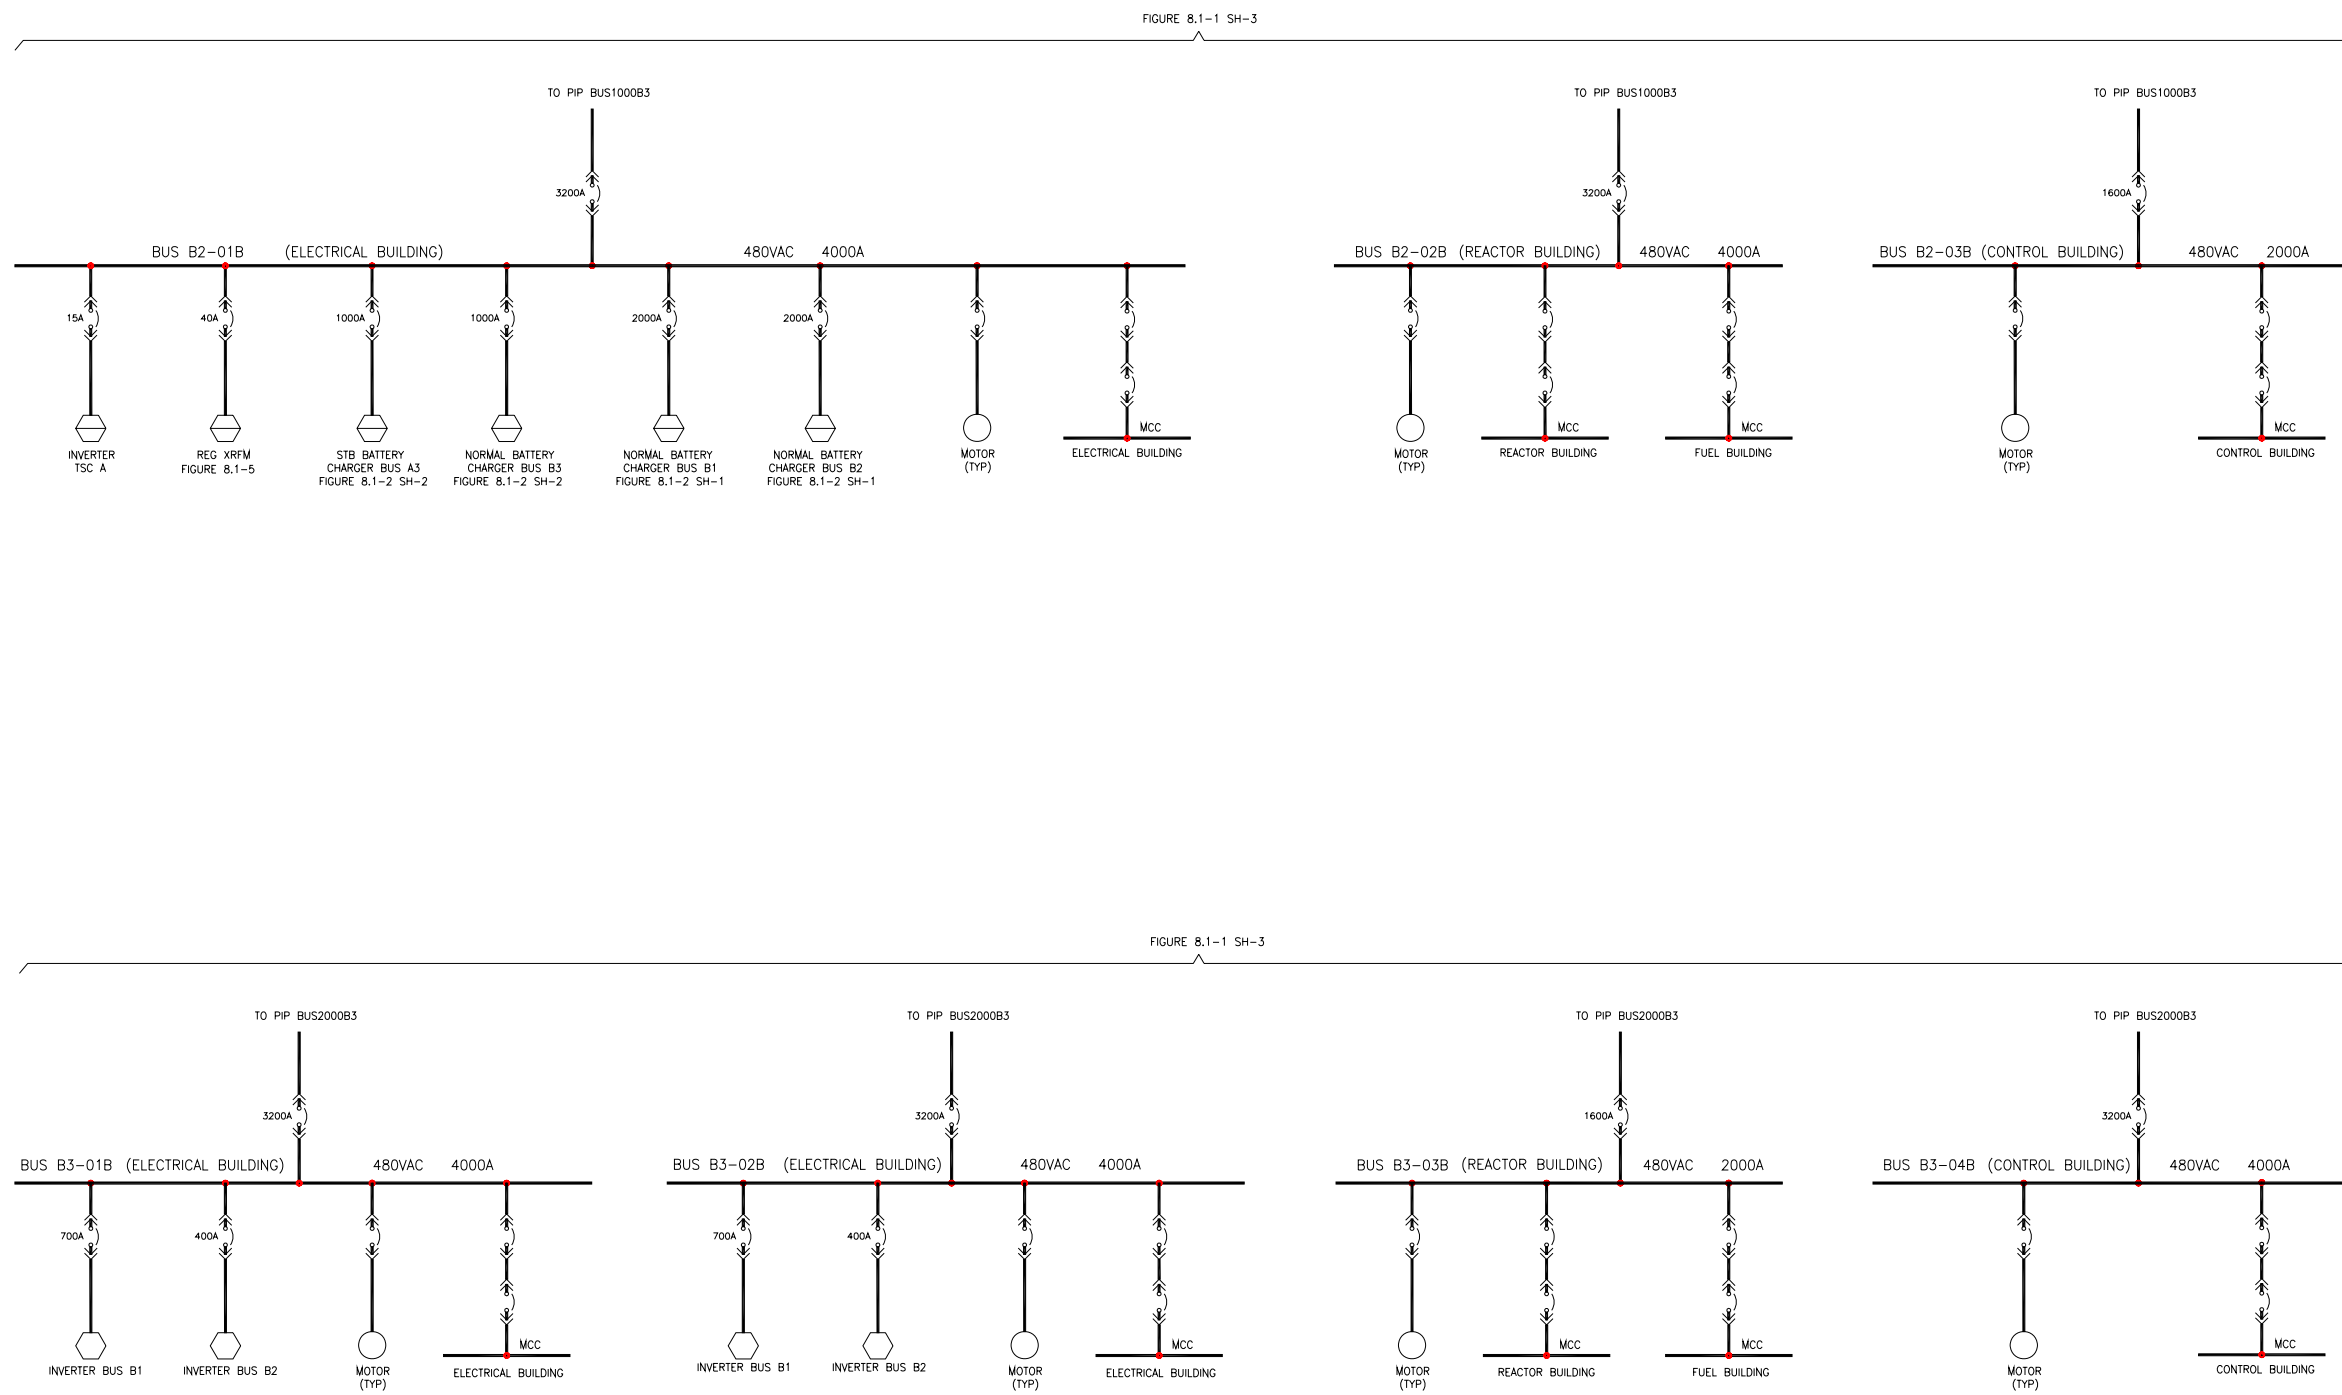 FIGURE 8.1-1 SH-3
TO PIP BUS1000B3
TO PIP BUS1000B3
TO PIP BUS1000B3
3200A
3200A
1600A
BUS B2-01B (ELECTRICAL BUILDING) 480VAC 4000A
BUS B2-02B (REACTOR BUILDING) 480VAC 4000A
BUS B2-03B (CONTROL BUILDING) 480VAC 2000A
15A
40A
1000A
1000A
2000A
2000A
INVERTER
TSC A
REG XRFM
FIGURE 8.1-5
STB BATTERY
CHARGER BUS A3
FIGURE 8.1-2 SH-2
NORMAL BATTERY
CHARGER BUS B3
FIGURE 8.1-2 SH-2
NORMAL BATTERY
CHARGER BUS B1
FIGURE 8.1-2 SH-1
NORMAL BATTERY
CHARGER BUS B2
FIGURE 8.1-2 SH-1
MOTOR
(TYP)
MCC
ELECTRICAL BUILDING
MOTOR
(TYP)
MCC
REACTOR BUILDING
MCC
FUEL BUILDING
MOTOR
(TYP)
MCC
CONTROL BUILDING
FIGURE 8.1-1 SH-3
TO PIP BUS2000B3
TO PIP BUS2000B3
TO PIP BUS2000B3
TO PIP BUS2000B3
3200A
3200A
1600A
3200A
BUS B3-01B (ELECTRICAL BUILDING) 480VAC 4000A
BUS B3-02B (ELECTRICAL BUILDING) 480VAC 4000A
BUS B3-03B (REACTOR BUILDING) 480VAC 2000A
BUS B3-04B (CONTROL BUILDING) 480VAC 4000A
700A
400A
700A
400A
INVERTER BUS B1
INVERTER BUS B2
MOTOR
(TYP)
MCC
ELECTRICAL BUILDING
INVERTER BUS B1
INVERTER BUS B2
MOTOR
(TYP)
MCC
ELECTRICAL BUILDING
MOTOR
(TYP)
MCC
REACTOR BUILDING
MCC
FUEL BUILDING
MOTOR
(TYP)
MCC
CONTROL BUILDING